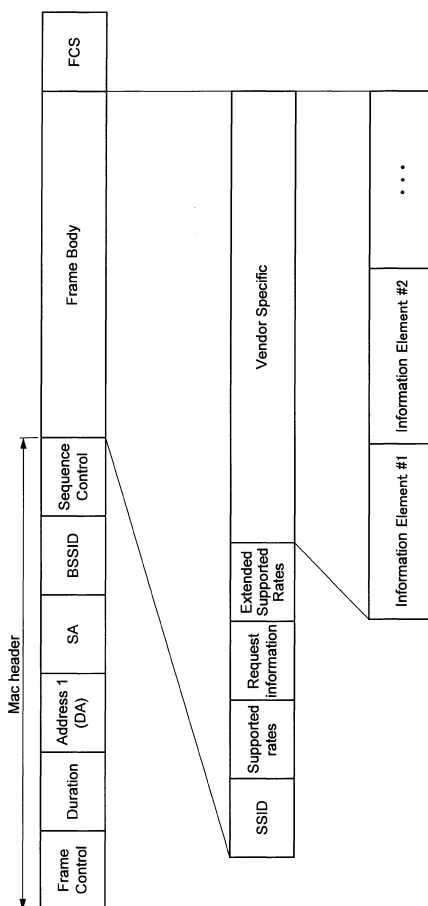 Mac header
Frame
Control
Duration
Address 1
(DA)
SA
BSSID
Sequence
Control
Frame Body
FCS
SSID
Supported
rates
Request
information
Extended
Supported
Rates
Vendor Specific
Information Element #1
Information Element #2
...